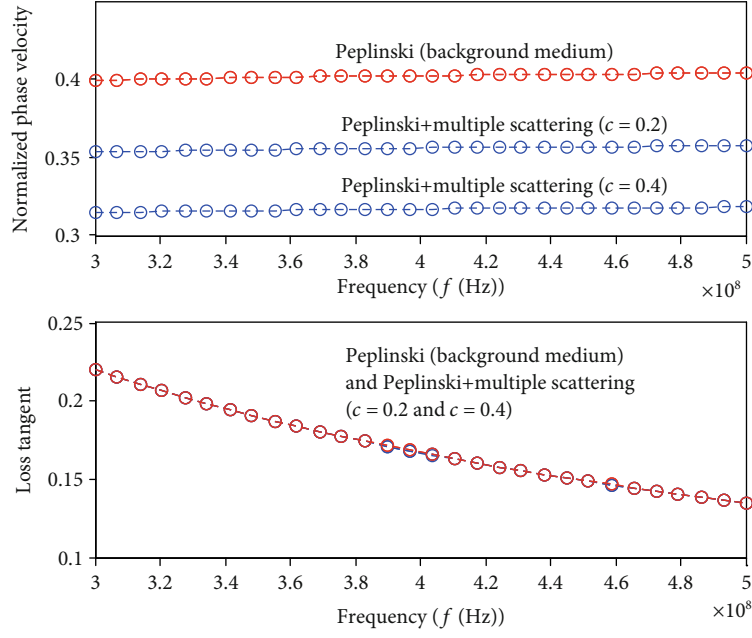 Normalized phase velocity
0.4
0.35
0.3
Peplinski (background medium)
Peplinski+multiple scattering (c = 0.2)
Peplinski+multiple scattering (c = 0.4)
3 3.2 3.4 3.6 3.8 4 4.2 4.4 4.6 4.8 5
Frequency (f (Hz))
×10⁸
Loss tangent
0.25
0.2
0.15
0.1
Peplinski (background medium)
and Peplinski+multiple scattering
(c = 0.2 and c = 0.4)
3 3.2 3.4 3.6 3.8 4 4.2 4.4 4.6 4.8 5
Frequency (f (Hz))
×10⁸